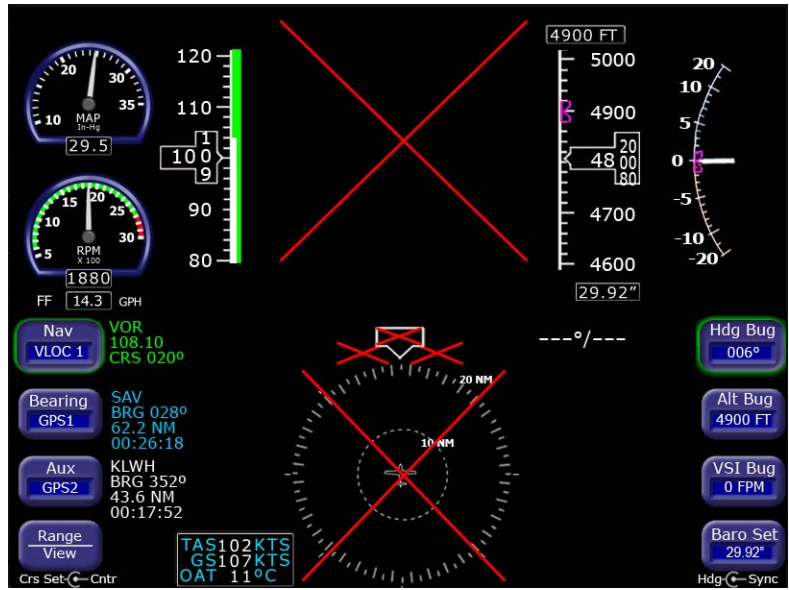 20
30
10
35
MAP
In-Hg
29.5
10
15
20
25
30
5
RPM
X 100
1880
FF 14.3 GPH
120
110
1
10 0
9
90
80
4900 FT
5000
4900
20
48 00
80
4700
4600
29.92"
20
10
5
0
-5
-10
-20
Nav
VLOC 1
VOR
108.10
CRS 020º
Bearing
GPS1
SAV
BRG 028º
62.2 NM
00:26:18
Aux
GPS2
KLWH
BRG 352º
43.6 NM
00:17:52
Range
View
Crs Set Cntr
TAS102KTS
GS107KTS
OAT 11ºC
20 NM
10 NM
---º/---
Hdg Bug
006º
Alt Bug
4900 FT
VSI Bug
0 FPM
Baro Set
29.92"
Hdg Sync